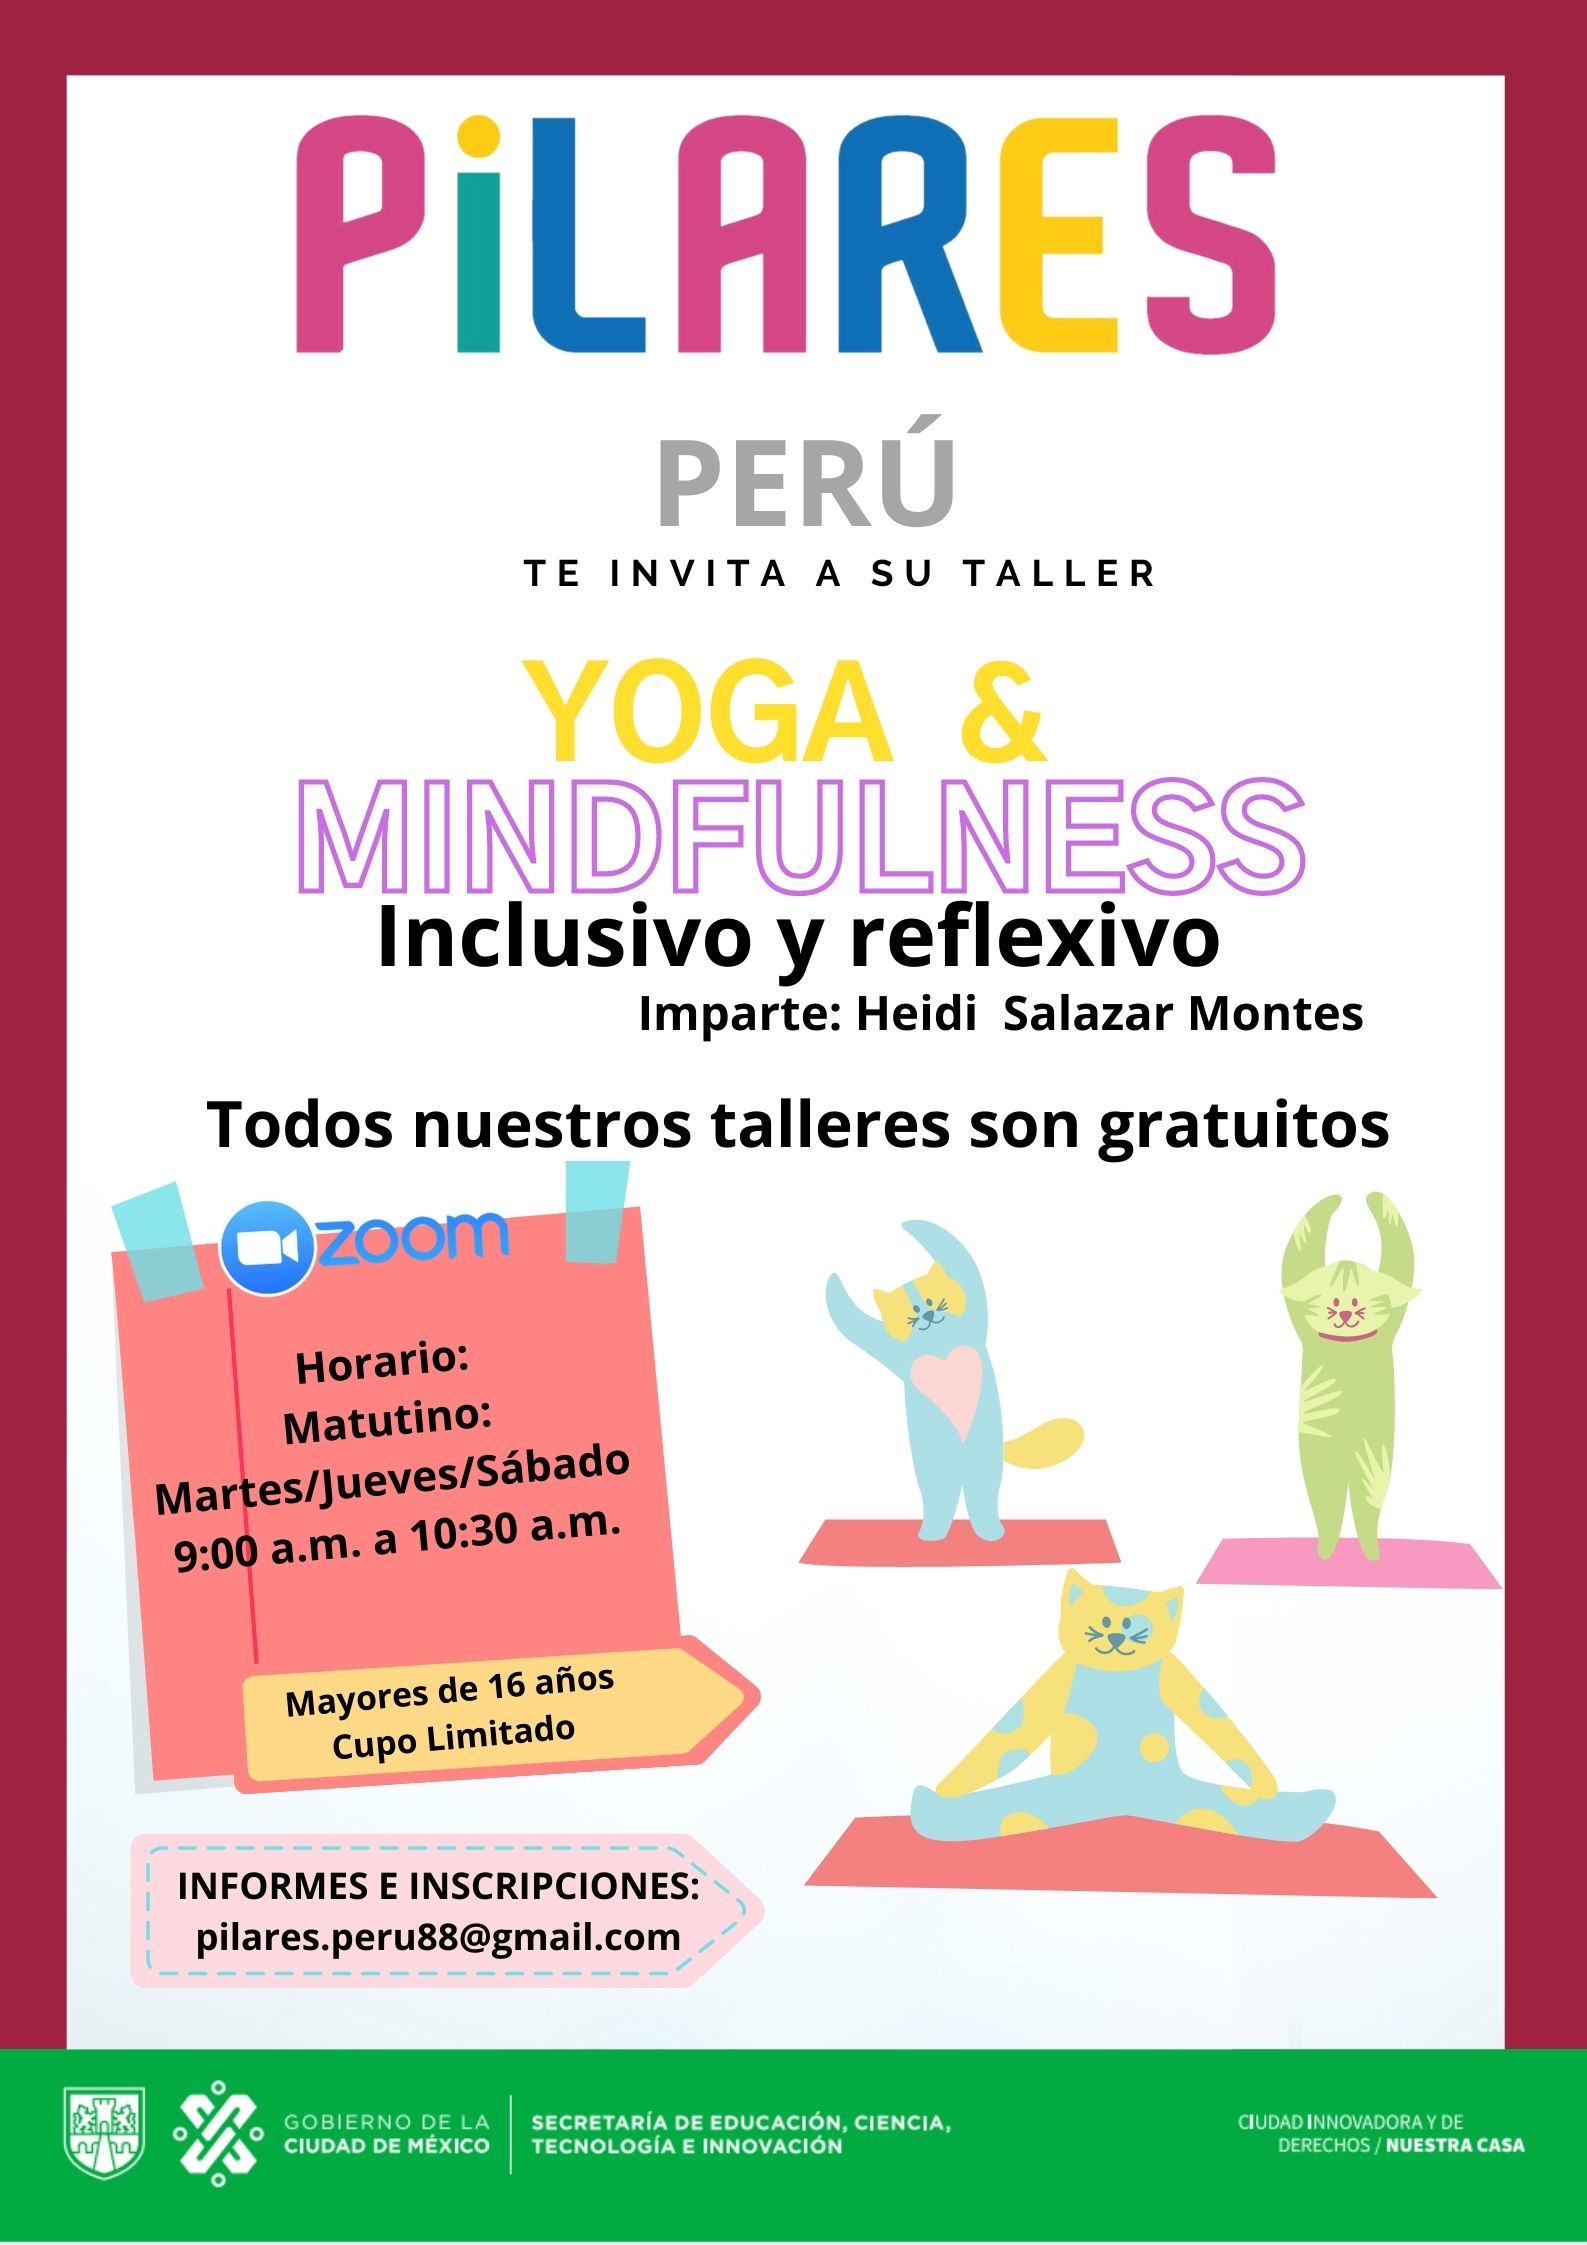 PiLARES
PERÚ
TE INVITA A SU TALLER
YOGA &
MINDFULNESS
Inclusivo y reflexivo
Imparte: Heidi Salazar Montes
Todos nuestros talleres son gratuitos
zoom
Horario:
Matutino:
Martes/Jueves/Sábado
9:00 a.m. a 10:30 a.m.
Mayores de 16 años
Cupo Limitado
INFORMES E INSCRIPCIONES:
pilares.peru88@gmail.com
GOBIERNO DE LA
CIUDAD DE MÉXICO
SECRETARÍA DE EDUCACIÓN, CIENCIA,
TECNOLOGÍA E INNOVACIÓN
CIUDAD INNOVADORA Y DE
DERECHOS / NUESTRA CASA